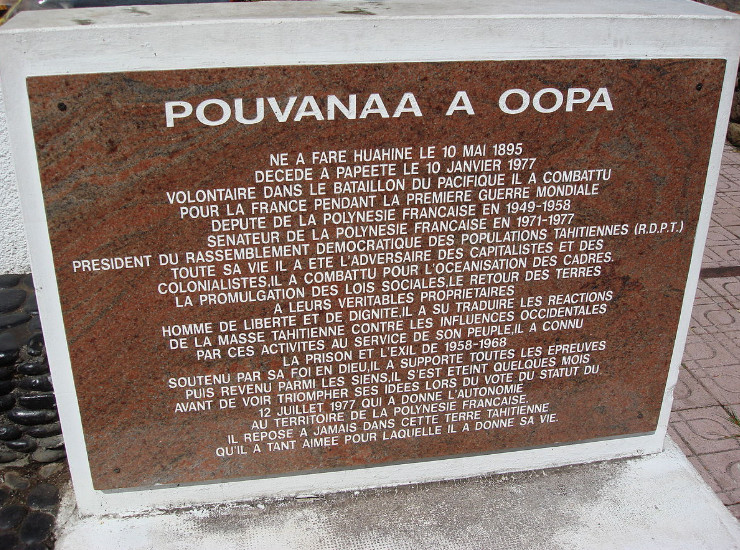 POUVANAA A OOPA
NE A FARE HUAHINE LE 10 MAI 1895
DECEDE A PAPEETE LE 10 JANVIER 1977
VOLONTAIRE DANS LE BATAILLON DU PACIFIQUE IL A COMBATTU
POUR LA FRANCE PENDANT LA PREMIERE GUERRE MONDIALE
DEPUTE DE LA POLYNESIE FRANCAISE EN 1949-1958
SENATEUR DE LA POLYNESIE FRANCAISE EN 1971-1977
PRESIDENT DU RASSEMBLEMENT DEMOCRATIQUE DES POPULATIONS TAHITIENNES (R.D.P.T.)
TOUTE SA VIE IL A ETE L'ADVERSAIRE DES CAPITALISTES ET DES
COLONIALISTES,IL A COMBATTU POUR L'OCEANISATION DES CADRES.
LA PROMULGATION DES LOIS SOCIALES,LE RETOUR DES TERRES
A LEURS VERITABLES PROPRIETAIRES
HOMME DE LIBERTE ET DE DIGNITE,IL A SU TRADUIRE LES REACTIONS
DE LA MASSE TAHITIENNE CONTRE LES INFLUENCES OCCIDENTALES
PAR CES ACTIVITES AU SERVICE DE SON PEUPLE,IL A CONNU
LA PRISON ET L'EXIL DE 1958-1968
SOUTENU PAR SA FOI EN DIEU,IL A SUPPORTE TOUTES LES EPREUVES
PUIS REVENU PARMI LES SIENS,IL S'EST ETEINT QUELQUES MOIS
AVANT DE VOIR TRIOMPHER SES IDEES LORS DU VOTE DU STATUT DU
12 JUILLET 1977 QUI A DONNE L'AUTONOMIE
AU TERRITOIRE DE LA POLYNESIE FRANCAISE.
IL REPOSE A JAMAIS DANS CETTE TERRE TAHITIENNE
QU'IL A TANT AIMEE POUR LAQUELLE IL A DONNE SA VIE.